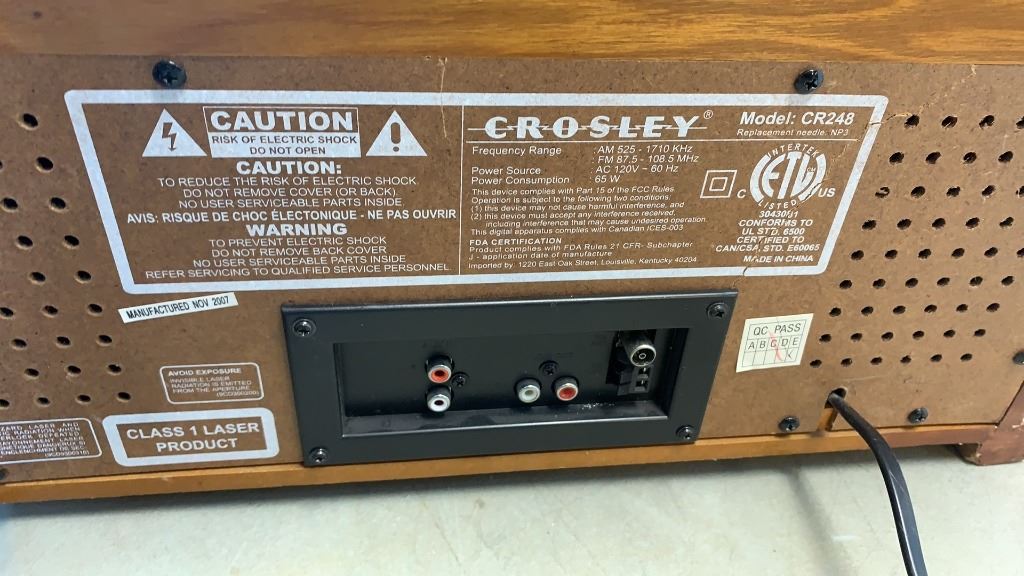 CAUTION
RISK OF ELECTRIC SHOCK
DO NOT OPEN
CAUTION:
TO REDUCE THE RISK OF ELECTRIC SHOCK
DO NOT REMOVE COVER (OR BACK)
NO USER SERVICEABLE PARTS INSIDE
AVIS: RISQUE DE CHOC ÉLECTONIQUE - NE PAS OUVRIR
WARNING
TO PREVENT ELECTRIC SHOCK
DO NOT REMOVE BACK COVER
NO USER SERVICEABLE PARTS INSIDE
REFER SERVICING TO QUALIFIED SERVICE PERSONNEL
CROSLEY®
Model: CR248
Replacement needle: NP3
Frequency Range : AM 525 - 1710 KHz
FM 87.5 - 108.5 MHz
Power Source : AC 120V ~ 60 Hz
Power Consumption : 65 W
This device complies with Part 15 of the FCC Rules
Operation is subject to the following two conditions:
(1) this device may not cause harmful interference, and
(2) this device must accept any interference received,
including interference that may cause undesired operation.
This digital apparatus complies with Canadian ICES-003
FDA CERTIFICATION
Product complies with FDA Rules 21 CFR- Subchapter
J - application date of manufacture
Imported by: 1220 East Oak Street, Louisville, Kentucky 40204
INTERTEK
C ETL US
LISTED
CONFORMS TO
UL STD. 6500
CERTIFIED TO
CAN/CSA, STD. E60065
MADE IN CHINA
MANUFACTURED NOV 2007
QC PASS
A B C D E
K
AVOID EXPOSURE
INVISIBLE LASER
RADIATION IS EMITTED
FROM THE APERTURE
CLASS 1 LASER
PRODUCT